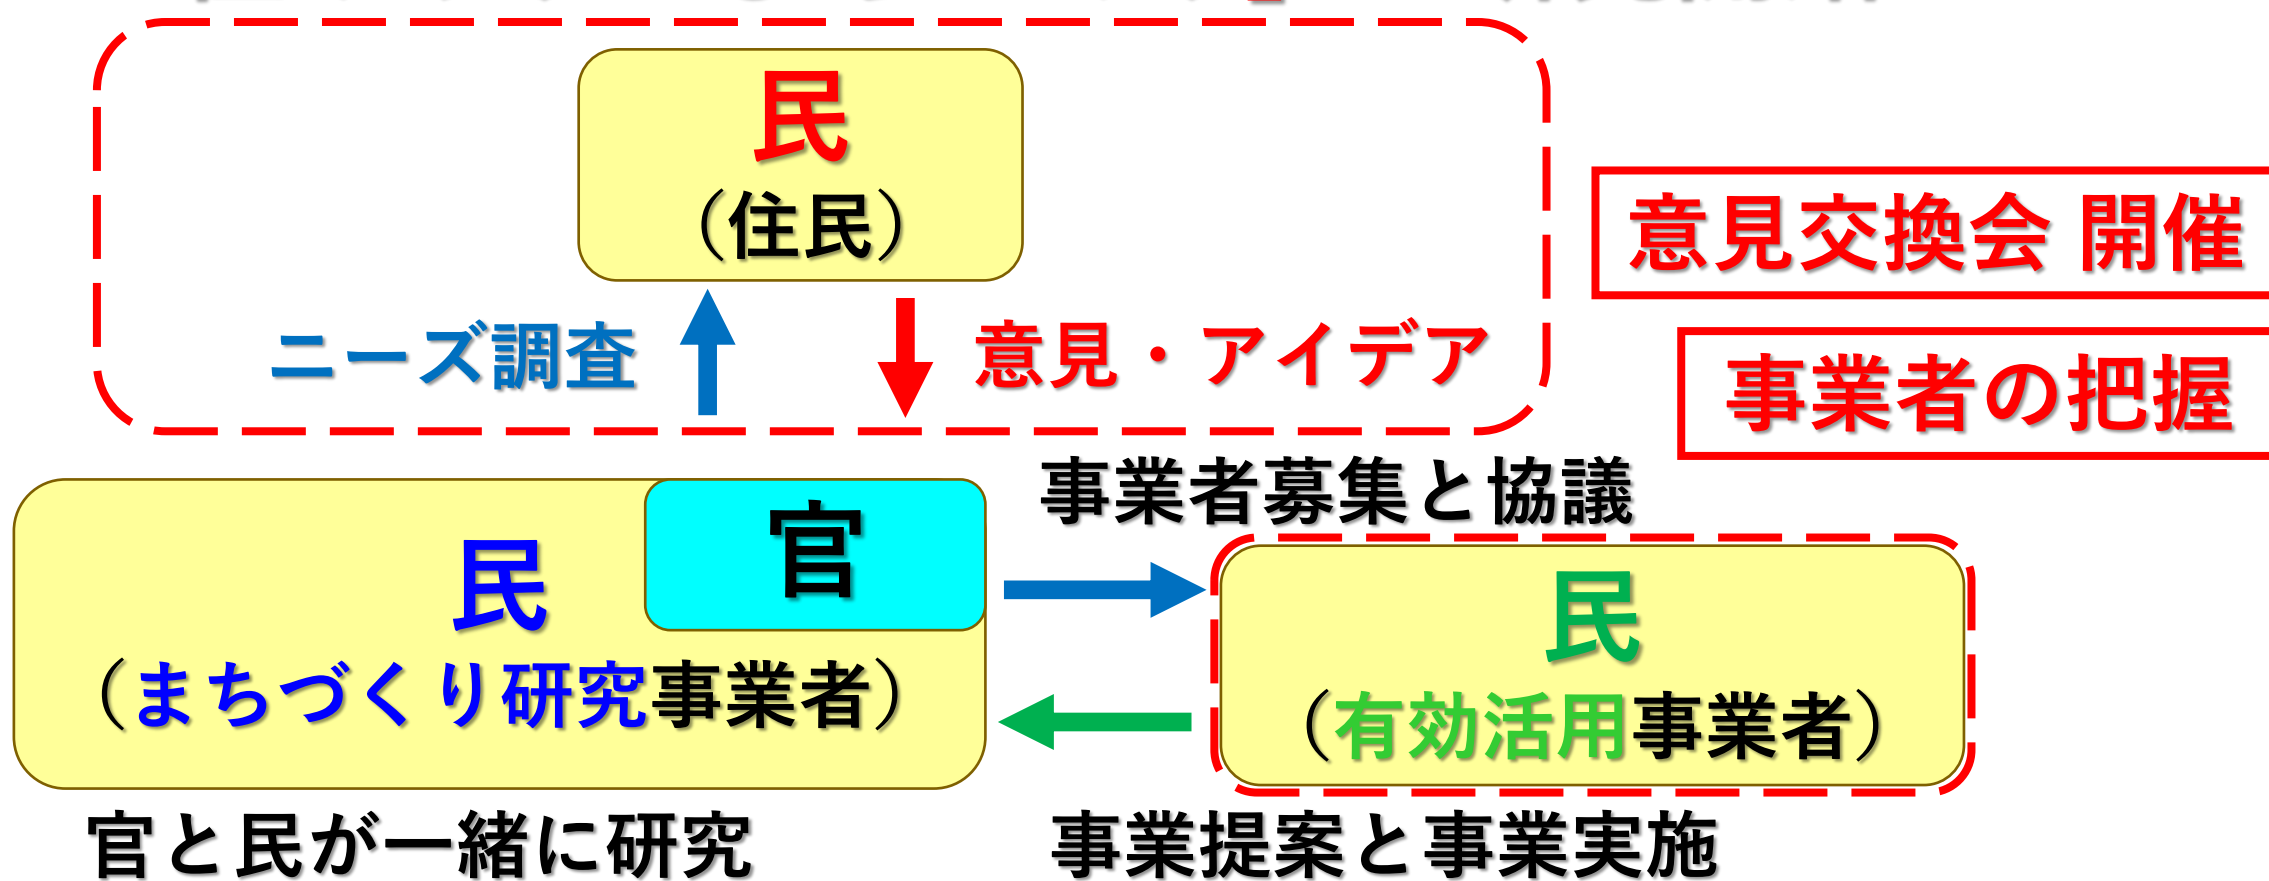 民
（住民）
意見交換会 開催
ニーズ調査
意見・アイデア
事業者の把握
事業者募集と協議
官
民
（まちづくり研究事業者）
民
（有効活用事業者）
官と民が一緒に研究
事業提案と事業実施